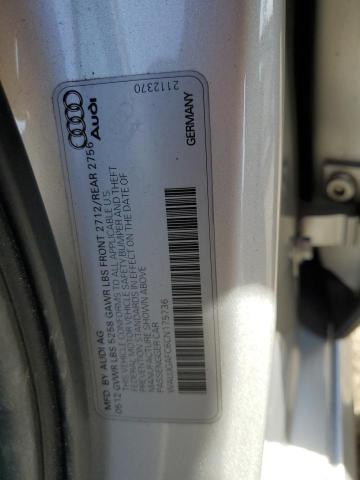 MFD BY AUDI AG
05 12 GVWR LBS 5258 GAWR LBS FRONT 2712/REAR 2756
THIS VEHICLE CONFORMS TO ALL APPLICABLE U.S.
FEDERAL MOTOR VEHICLE SAFETY BUMPER AND THEFT
PREVENTION STANDARDS IN EFFECT ON THE DATE OF
MANUFACTURE SHOWN ABOVE
PASSENGER CAR
Audi
2112370
GERMANY